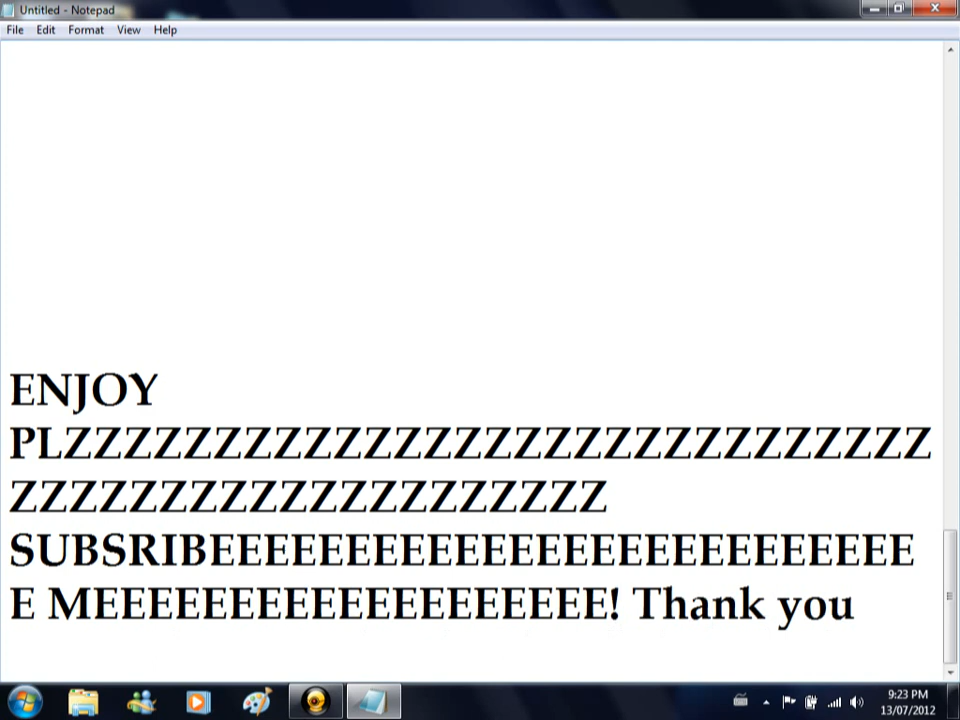 Untitled - Notepad
File Edit Format View Help
ENJOY
PLZZZZZZZZZZZZZZZZZZZZZZZZZZZZZ
ZZZZZZZZZZZZZZZZZZZZ
SUBSRIBEEEEEEEEEEEEEEEEEEEEEEEEEE
E MEEEEEEEEEEEEEEEEEEE! Thank you
9:23 PM
13/07/2012